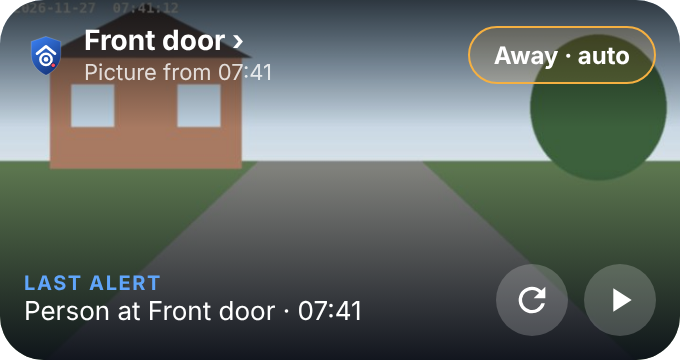 2026-11-27 07:41:12
Front door ›
Picture from 07:41
Away · auto
LAST ALERT
Person at Front door · 07:41